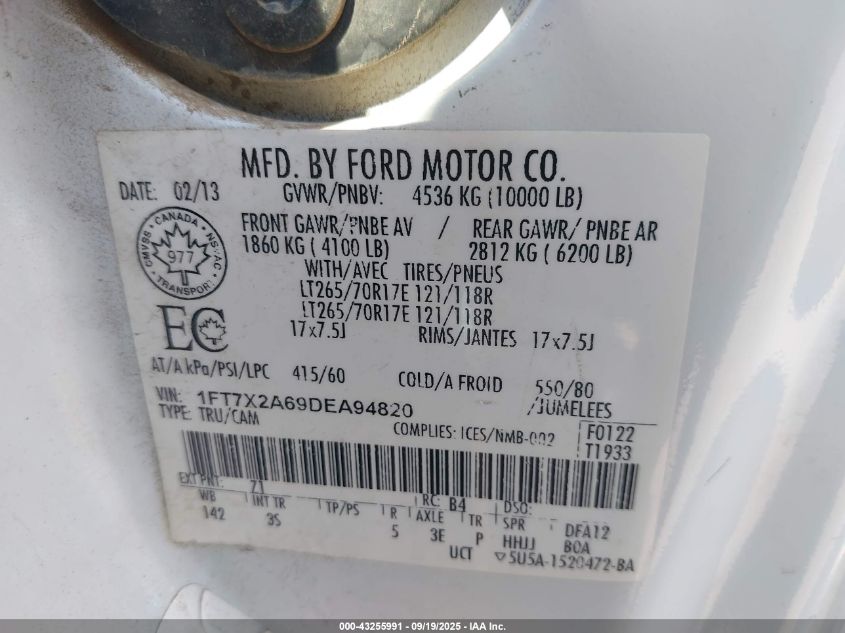 MFD. BY FORD MOTOR CO.
DATE: 02/13 GVWR/PNBV: 4536 KG (10000 LB)
FRONT GAWR/PNBE AV / REAR GAWR/ PNBE AR
1860 KG ( 4100 LB) 2812 KG ( 6200 LB)
WITH/AVEC TIRES/PNEUS
LT265/70R17E 121/118R
LT265/70R17E 121/118R
17x7.5J RIMS/JANTES 17x7.5J
CANADA CMVSS NSVAC 977 TRANSPORT
EC
AT/A kPa/PSI/LPC 415/60 COLD/A FROID 550/80
VIN: 1FT7X2A69DEA94820 /JUMELEES
TYPE: TRU/CAM COMPLIES: ICES/NMB-002 F0122
T1933
EXT PNT: Z1 RC: B4 DSO:
WB INT TR TP/PS R AXLE TR SPR DFA12
142 3S 5 3E P HHJJ BOA
UCT 5U5A-1520472-BA
000-43255991 - 09/19/2025 - IAA Inc.